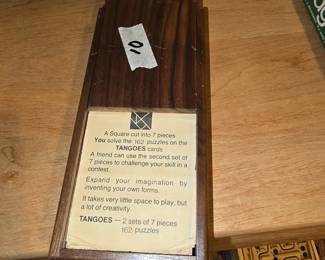 10
A Square cut into 7 pieces.
You solve the 162 puzzles on the
TANGOES cards
A friend can use the second set of
7 pieces to challenge your skill in a
contest.
Expand your imagination by
inventing your own forms.
It takes very little space to play, but
a lot of creativity.
TANGOES — 2 sets of 7 pieces
162 puzzles